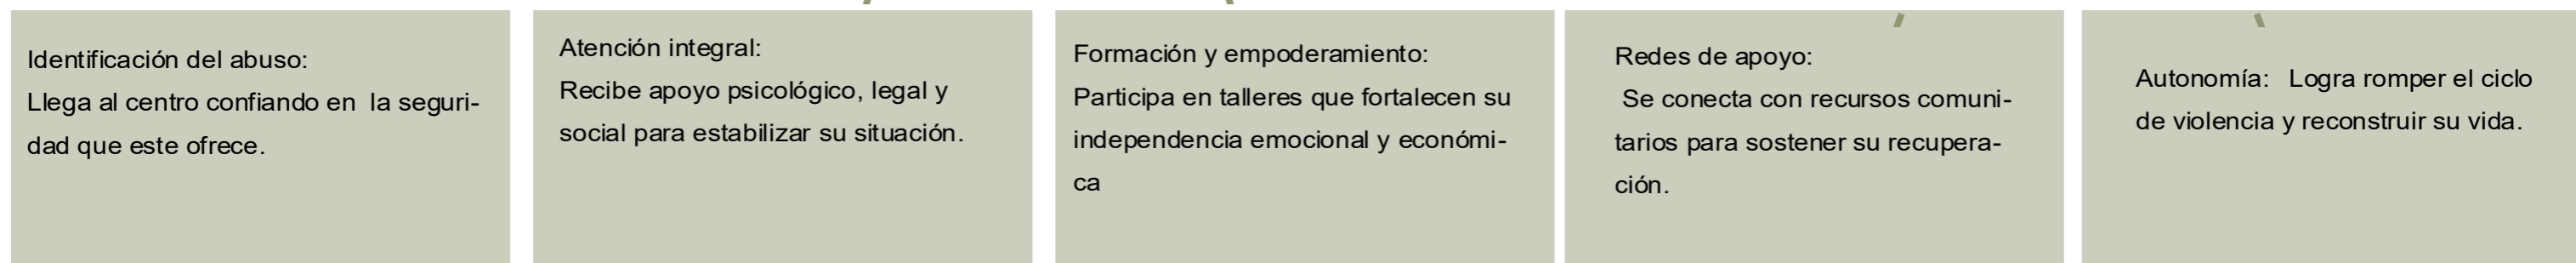 Identificación del abuso:
Llega al centro confiando en  la seguri-
dad que este ofrece.
Atención integral:
Recibe apoyo psicológico, legal y
social para estabilizar su situación.
Formación y empoderamiento:
Participa en talleres que fortalecen su
independencia emocional y económi-
ca
Redes de apoyo:
Se conecta con recursos comuni-
tarios para sostener su recupera-
ción.
Autonomía:  Logra romper el ciclo
de violencia y reconstruir su vida.